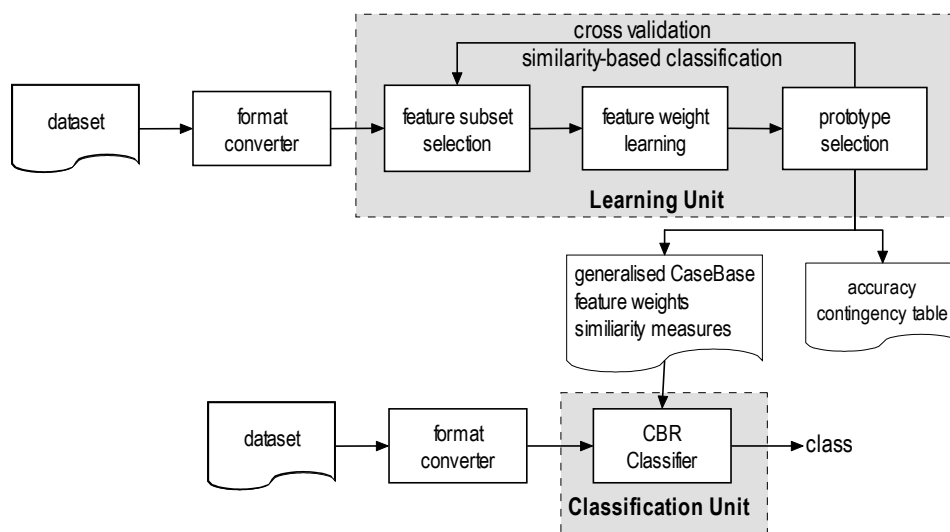 cross validation
similarity-based classification
dataset
format
converter
feature subset
selection
feature weight
learning
prototype
selection
Learning Unit
generalised CaseBase
feature weights
similiarity measures
accuracy
contingency table
dataset
format
converter
CBR
Classifier
class
Classification Unit